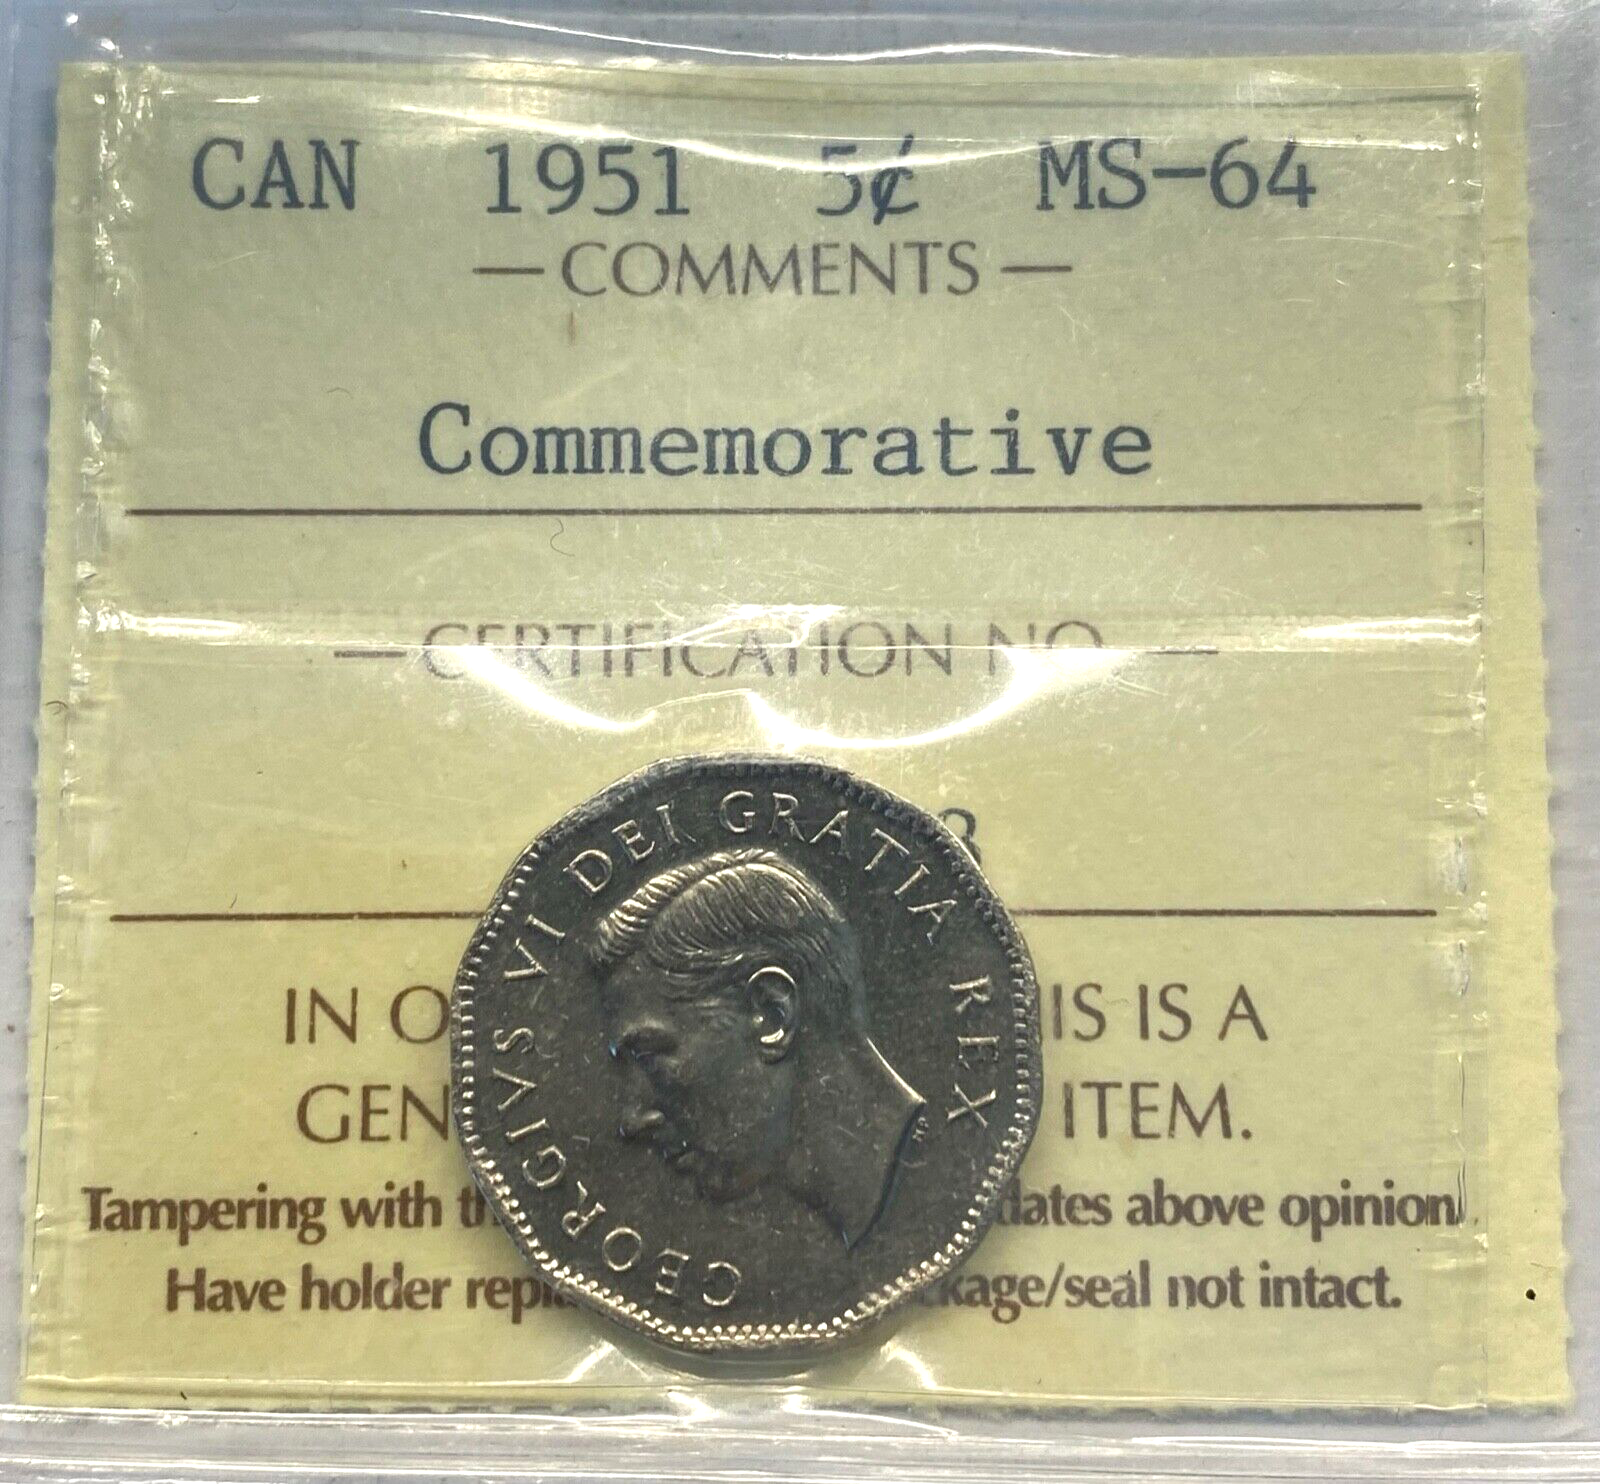 CAN 1951 5¢ MS-64
— COMMENTS —
Commemorative
— CERTIFICATION NO. —
GEORGIVS VI DEI GRATIA REX
HP
IN O IS IS A
GEN ITEM.
Tampering with th dates above opinion.
Have holder repl kage/seal not intact.